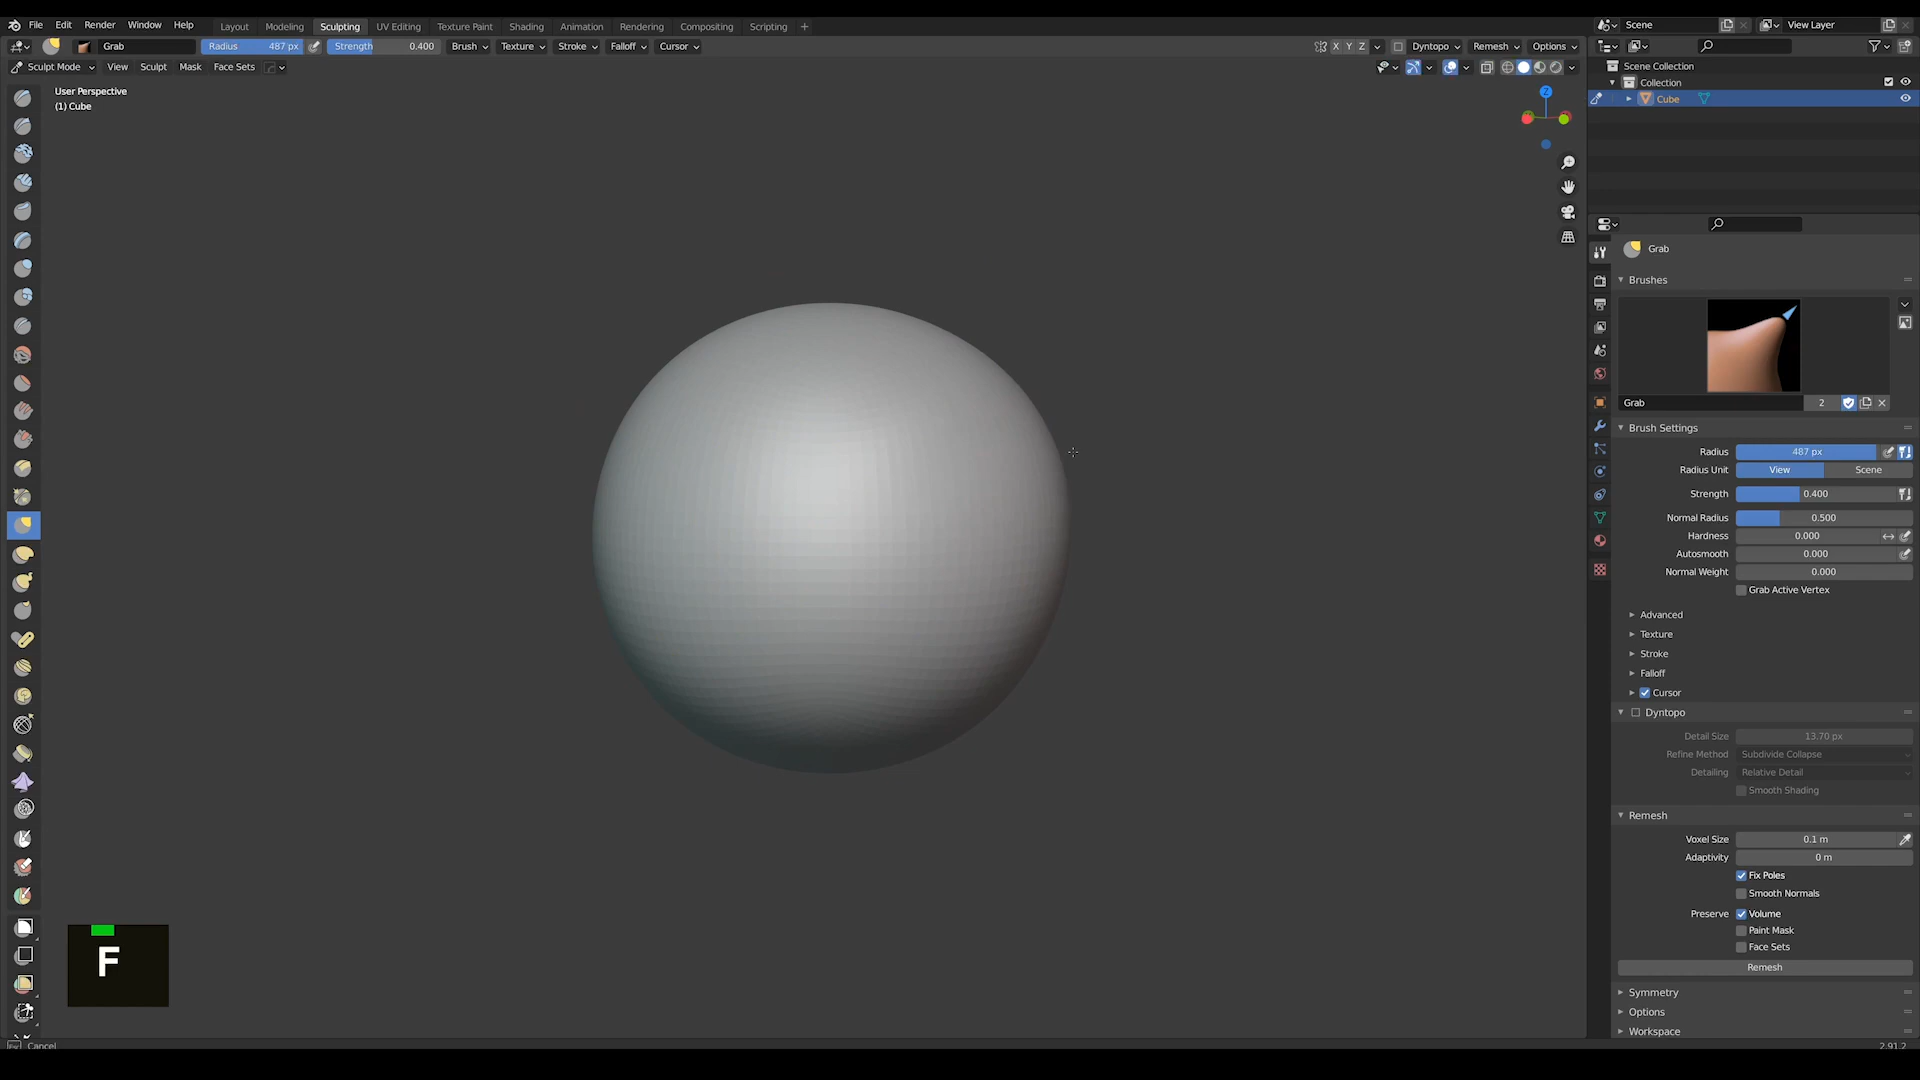 File Edit Render Window Help Layout Modeling Sculpting UV Editing Texture Paint Shading Animation Rendering Compositing Scripting + Scene View Layer
Grab Radius 487 px Strength 0.400 Brush Texture Stroke Falloff Cursor X Y Z Dyntopo Remesh Options
Sculpt Mode View Sculpt Mask Face Sets
Scene Collection
Collection
Cube
User Perspective
(1) Cube
Z
Grab
Brushes
Grab 2
Brush Settings
Radius 487 px
Radius Unit View Scene
Strength 0.400
Normal Radius 0.500
Hardness 0.000
Autosmooth 0.000
Normal Weight 0.000
Grab Active Vertex
Advanced
Texture
Stroke
Falloff
Cursor
Dyntopo
Detail Size 13.70 px
Refine Method Subdivide Collapse
Detailing Relative Detail
Smooth Shading
Remesh
Voxel Size 0.1 m
Adaptivity 0 m
Fix Poles
Smooth Normals
Preserve Volume
Paint Mask
Face Sets
Remesh
Symmetry
Options
Workspace
F
Cancel
2.91.2